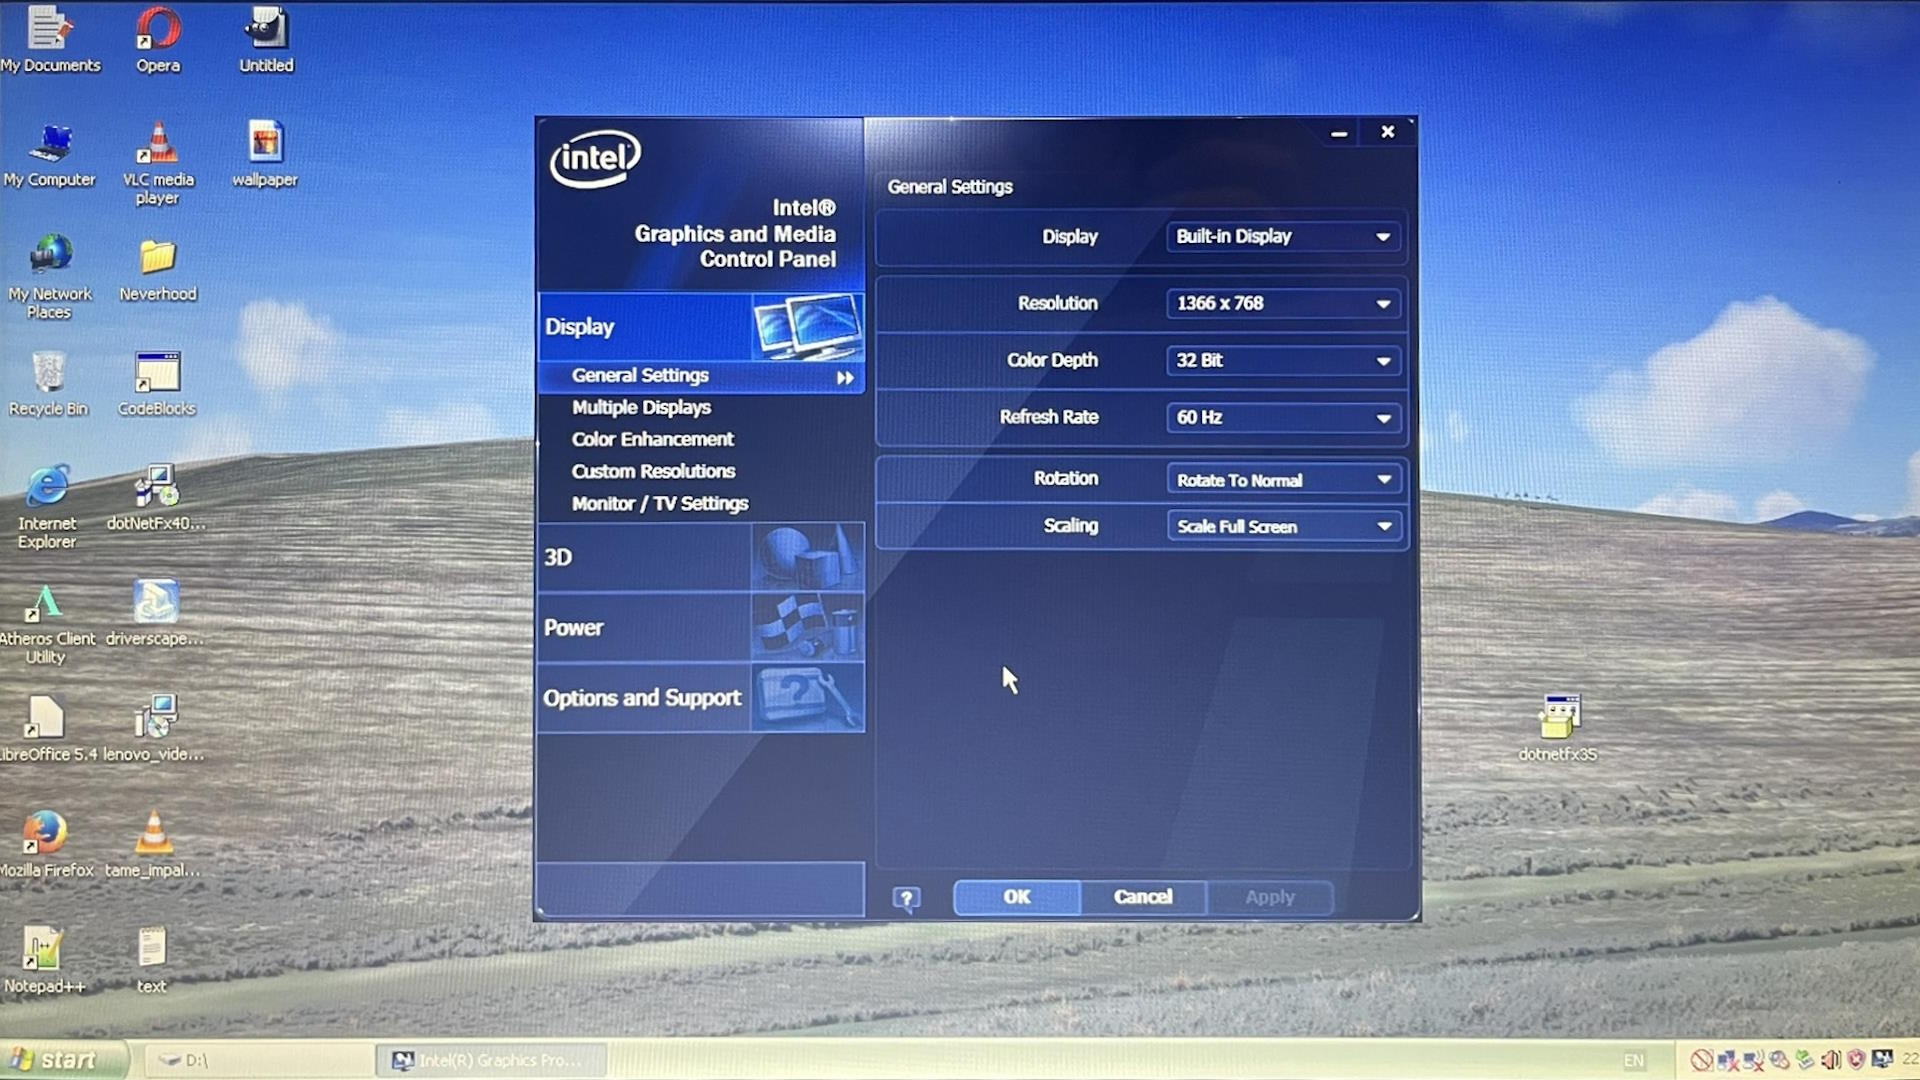 My Documents
Opera
Untitled
My Computer
VLC media
player
wallpaper
My Network
Places
Neverhood
Recycle Bin
CodeBlocks
Internet
Explorer
dotNetFx40...
Atheros Client
Utility
driverscape...
ibreOffice 5.4
lenovo_vide...
Mozilla Firefox
tame_impal...
Notepad++
text
intel
Intel®
Graphics and Media
Control Panel
Display
General Settings
Multiple Displays
Color Enhancement
Custom Resolutions
Monitor / TV Settings
3D
Power
Options and Support
General Settings
Display Built-in Display
Resolution 1366 x 768
Color Depth 32 Bit
Refresh Rate 60 Hz
Rotation Rotate To Normal
Scaling Scale Full Screen
? OK Cancel Apply
dotnetfx35
start D:\ Intel(R) Graphics Pro... EN 22